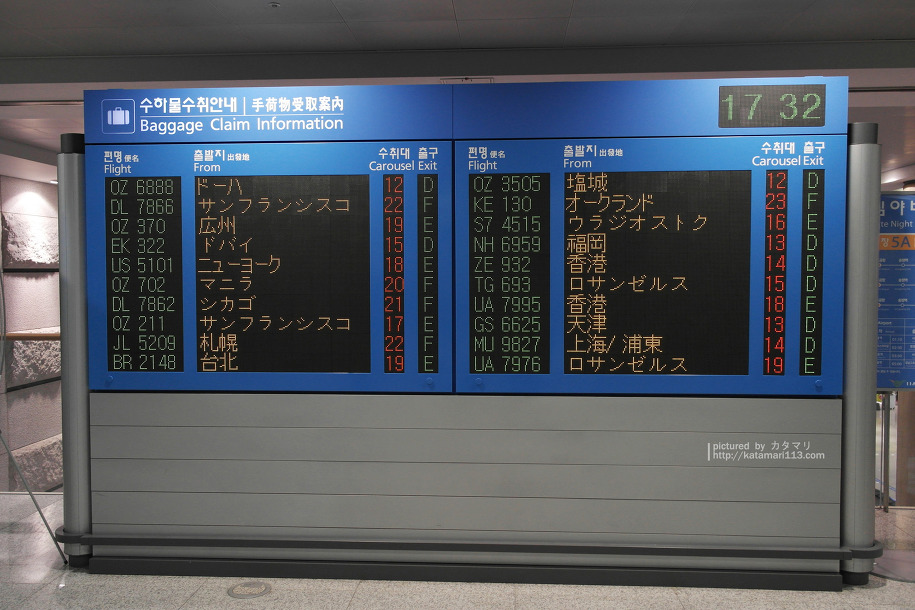 수하물수취안내 | 手荷物受取案內
Baggage Claim Information
17 32
편명 便名 출발지 出發地 수취대 출구
Flight From Carousel Exit
OZ 6888 ドーハ 12 D
DL 7866 サンフランシスコ 22 F
OZ 370 広州 19 E
EK 322 ドバイ 15 D
US 5101 ニューヨーク 18 E
OZ 702 マニラ 20 F
DL 7862 シカゴ 21 F
OZ 211 サンフランシスコ 17 E
JL 5209 札幌 22 F
BR 2148 台北 19 E
편명 便名 출발지 出發地 수취대 출구
Flight From Carousel Exit
OZ 3505 塩城 12 D
KE 130 オークランド 23 F
S7 4515 ウラジオストク 16 E
NH 6959 福岡 13 D
ZE 932 香港 14 D
TG 693 ロサンゼルス 15 D
UA 7995 香港 18 E
GS 6625 天津 13 D
MU 9827 上海/ 浦東 14 D
UA 7976 ロサンゼルス 19 E
pictured by カタマリ
http://katamari113.com
Night
5A